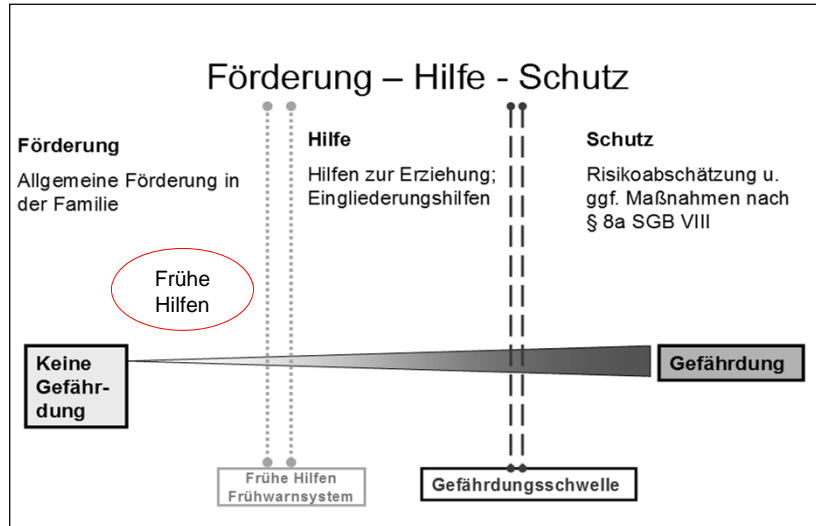 Förderung – Hilfe - Schutz
Förderung
Allgemeine Förderung in
der Familie
Hilfe
Hilfen zur Erziehung;
Eingliederungshilfen
Schutz
Risikoabschätzung u.
ggf. Maßnahmen nach
§ 8a SGB VIII
Frühe
Hilfen
Keine
Gefähr-
dung
Gefährdung
Frühe Hilfen
Frühwarnsystem
Gefährdungsschwelle